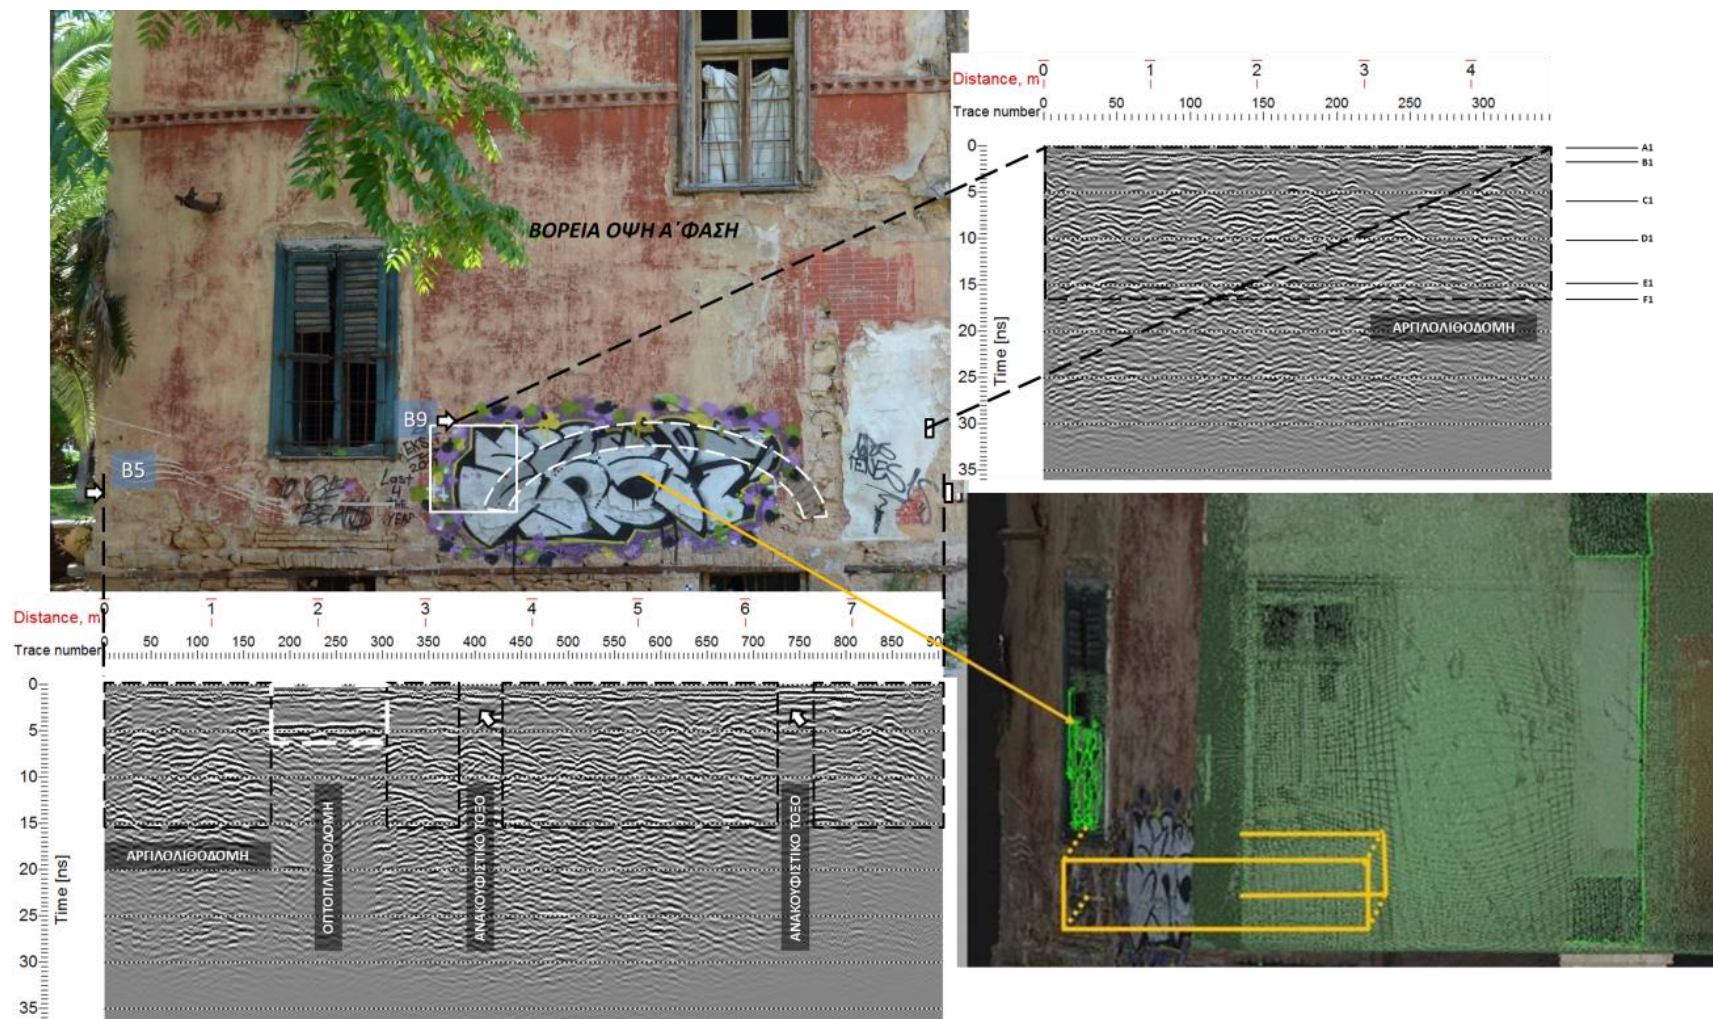 ΒΟΡΕΙΑ ΟΨΗ Α΄ΦΑΣΗ
B9
B5
EKS
Last
4
THE
YEAR
TENES
Distance, m
0 1 2 3 4
Trace number
0 50 100 150 200 250 300
0
5
10
15
20
25
30
35
Time [ns]
ΑΡΓΙΛΟΛΙΘΟΔΟΜΗ
A1
B1
C1
D1
E1
F1
Distance, m
0 1 2 3 4 5 6 7
Trace number
0 50 100 150 200 250 300 350 400 450 500 550 600 650 700 750 800 850 900
0
5
10
15
20
25
30
35
Time [ns]
ΑΡΓΙΛΟΛΙΘΟΔΟΜΗ
ΟΠΤΟΠΛΙΝΘΟΔΟΜΗ
ΑΝΑΚΟΥΦΙΣΤΙΚΟ ΤΟΞΟ
ΑΝΑΚΟΥΦΙΣΤΙΚΟ ΤΟΞΟ